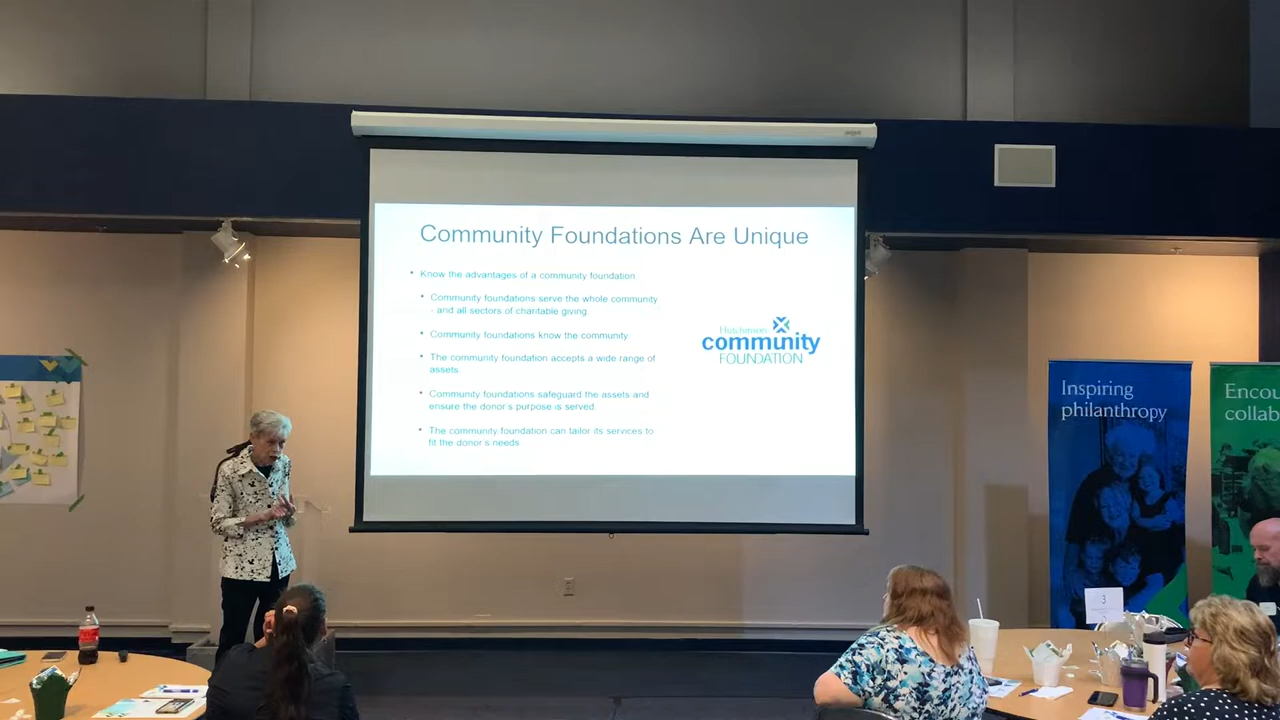 Community Foundations Are Unique
• Know the advantages of a community foundation.
• Community foundations serve the whole community
- and all sectors of charitable giving.
• Community foundations know the community.
• The community foundation accepts a wide range of
assets.
• Community foundations safeguard the assets and
ensure the donor's purpose is served.
• The community foundation can tailor its services to
fit the donor's needs.
Hutchinson
community
FOUNDATION
Inspiring
philanthropy
Encou
collab
3